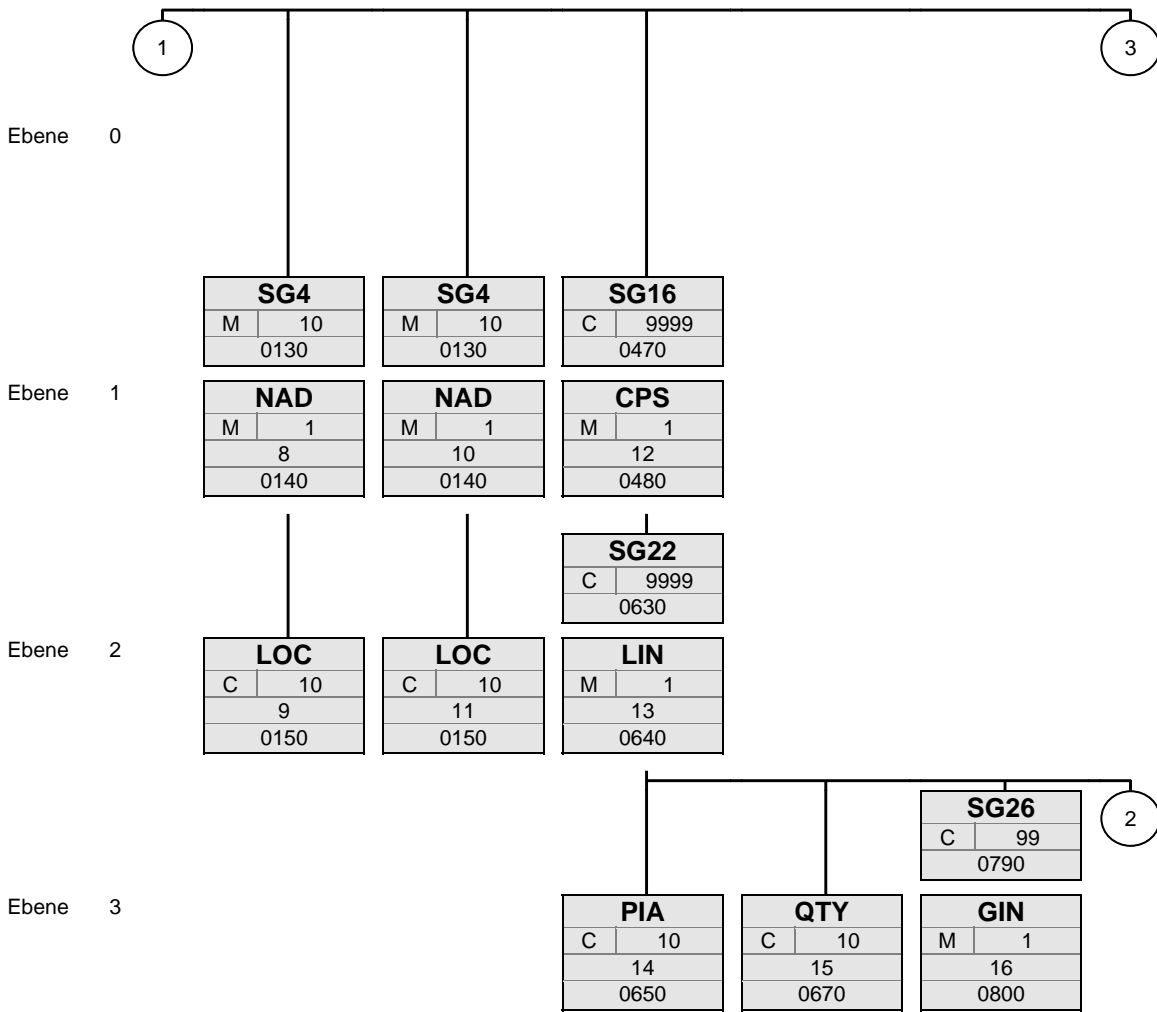 1 3
Ebene 0
SG4 SG4 SG16
M 10 M 10 C 9999
0130 0130 0470
Ebene 1 NAD NAD CPS
M 1 M 1 M 1
8 10 12
0140 0140 0480
SG22
C 9999
0630
Ebene 2 LOC LOC LIN
C 10 C 10 M 1
9 11 13
0150 0150 0640
SG26 2
C 99
0790
Ebene 3 PIA QTY GIN
C 10 C 10 M 1
14 15 16
0650 0670 0800